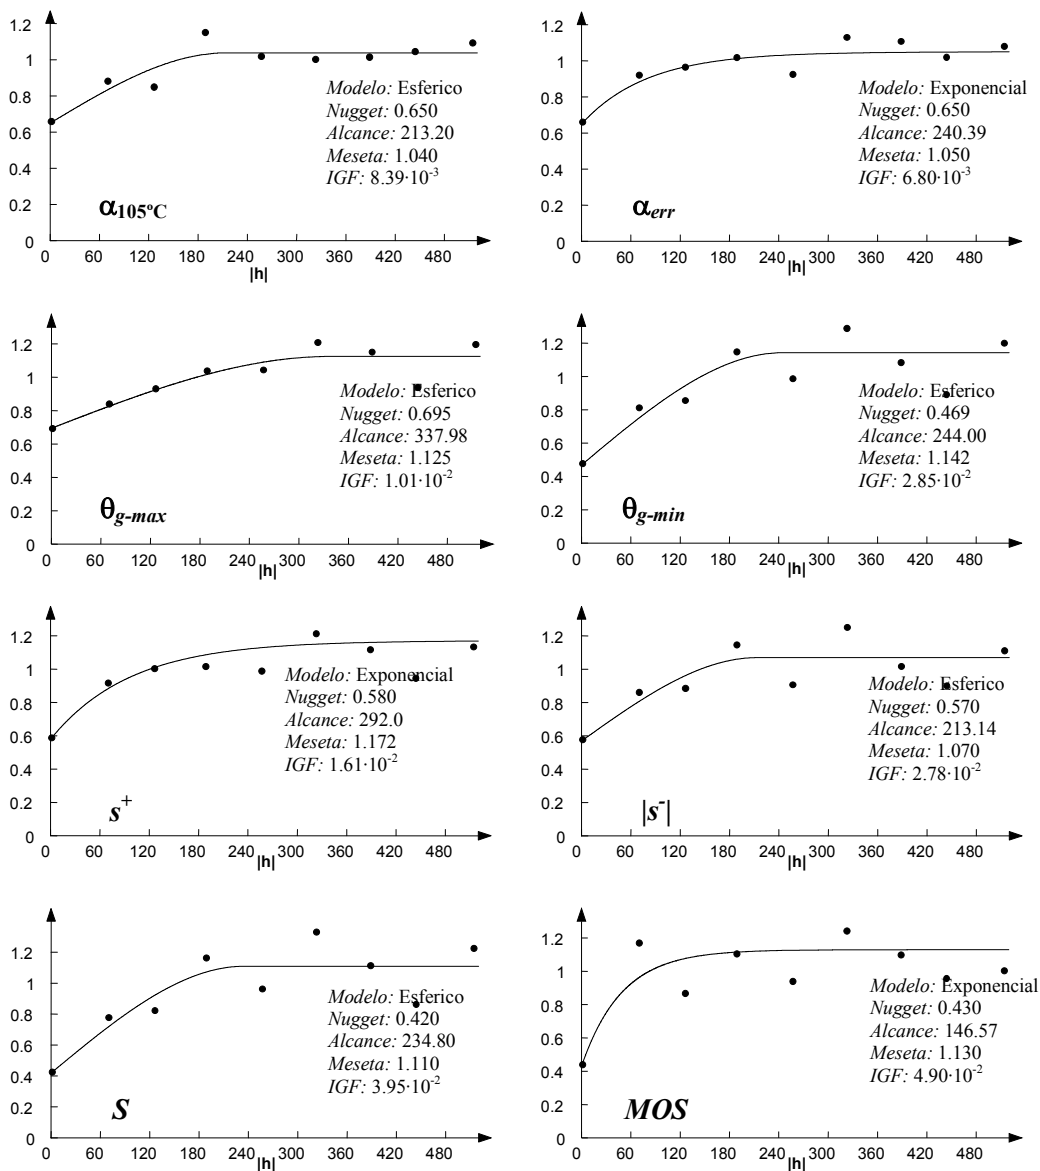 1.2
1
0.8
0.6
0.4
0.2
0
Modelo: Esferico
Nugget: 0.650
Alcance: 213.20
Meseta: 1.040
IGF: 8.39·10-3
α105ºC
0 60 120 180 240 300 360 420 480
|h|
1.2
1
0.8
0.6
0.4
0.2
0
Modelo: Exponencial
Nugget: 0.650
Alcance: 240.39
Meseta: 1.050
IGF: 6.80·10-3
αerr
0 60 120 180 240 300 360 420 480
|h|
1.2
1
0.8
0.6
0.4
0.2
0
Modelo: Esferico
Nugget: 0.695
Alcance: 337.98
Meseta: 1.125
IGF: 1.01·10-2
θg-max
0 60 120 180 240 300 360 420 480
|h|
1.2
1
0.8
0.6
0.4
0.2
0
Modelo: Esferico
Nugget: 0.469
Alcance: 244.00
Meseta: 1.142
IGF: 2.85·10-2
θg-min
0 60 120 180 240 300 360 420 480
|h|
1.2
1
0.8
0.6
0.4
0.2
0
Modelo: Exponencial
Nugget: 0.580
Alcance: 292.0
Meseta: 1.172
IGF: 1.61·10-2
s+
0 60 120 180 240 300 360 420 480
|h|
1.2
1
0.8
0.6
0.4
0.2
0
Modelo: Esferico
Nugget: 0.570
Alcance: 213.14
Meseta: 1.070
IGF: 2.78·10-2
|s-|
0 60 120 180 240 300 360 420 480
|h|
1.2
1
0.8
0.6
0.4
0.2
0
Modelo: Esferico
Nugget: 0.420
Alcance: 234.80
Meseta: 1.110
IGF: 3.95·10-2
S
0 60 120 180 240 300 360 420 480
|h|
1.2
1
0.8
0.6
0.4
0.2
0
Modelo: Exponencial
Nugget: 0.430
Alcance: 146.57
Meseta: 1.130
IGF: 4.90·10-2
MOS
0 60 120 180 240 300 360 420 480
|h|